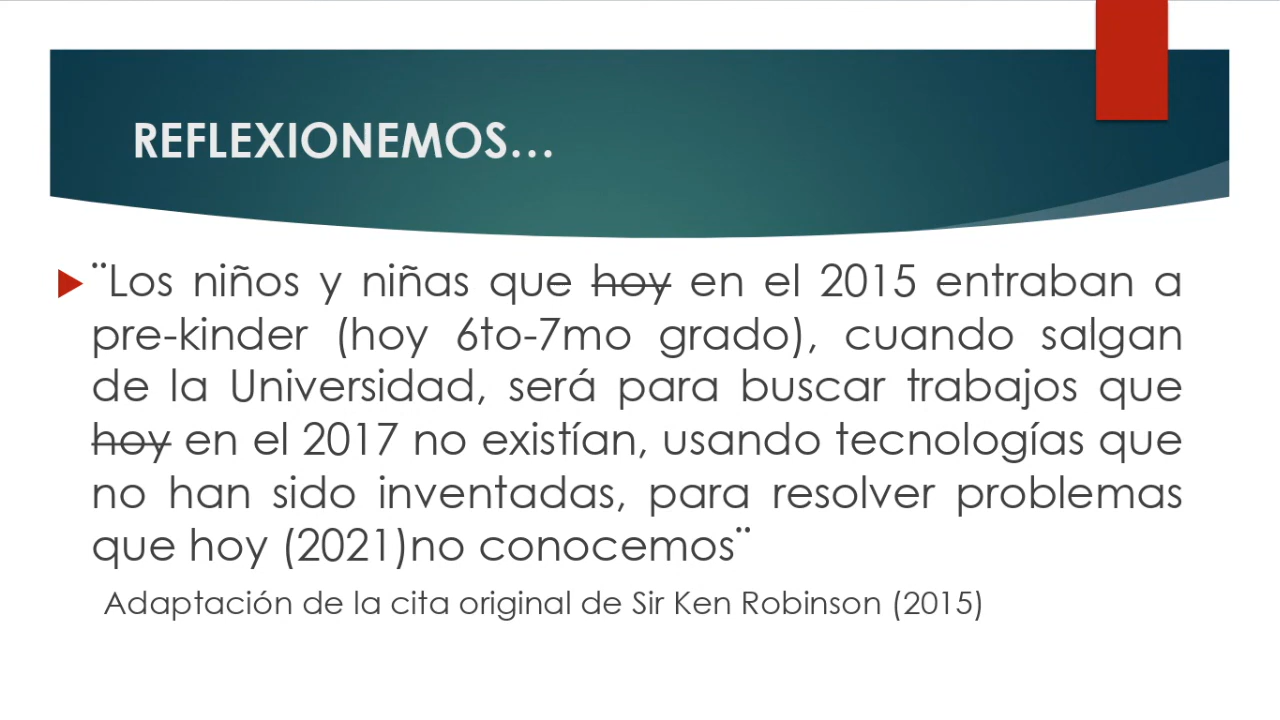 REFLEXIONEMOS...
¨Los niños y niñas que hoy en el 2015 entraban a
pre-kinder (hoy 6to-7mo grado), cuando salgan
de la Universidad, será para buscar trabajos que
hoy en el 2017 no existían, usando tecnologías que
no han sido inventadas, para resolver problemas
que hoy (2021)no conocemos¨
Adaptación de la cita original de Sir Ken Robinson (2015)